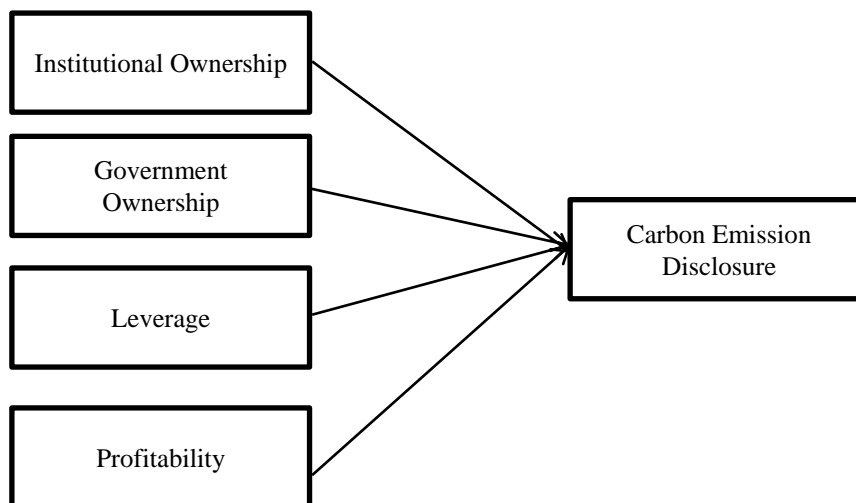 Institutional Ownership
Government
Ownership
Leverage
Profitability
Carbon Emission
Disclosure